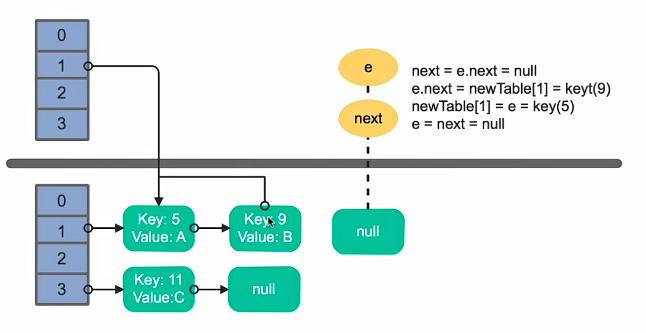 0
1
2
3
e
next
next = e.next = null
e.next = newTable[1] = keyt(9)
newTable[1] = e = key(5)
e = next = null
0
1
2
3
Key: 5
Value: A
Key: 9
Value: B
null
Key: 11
Value:C
null